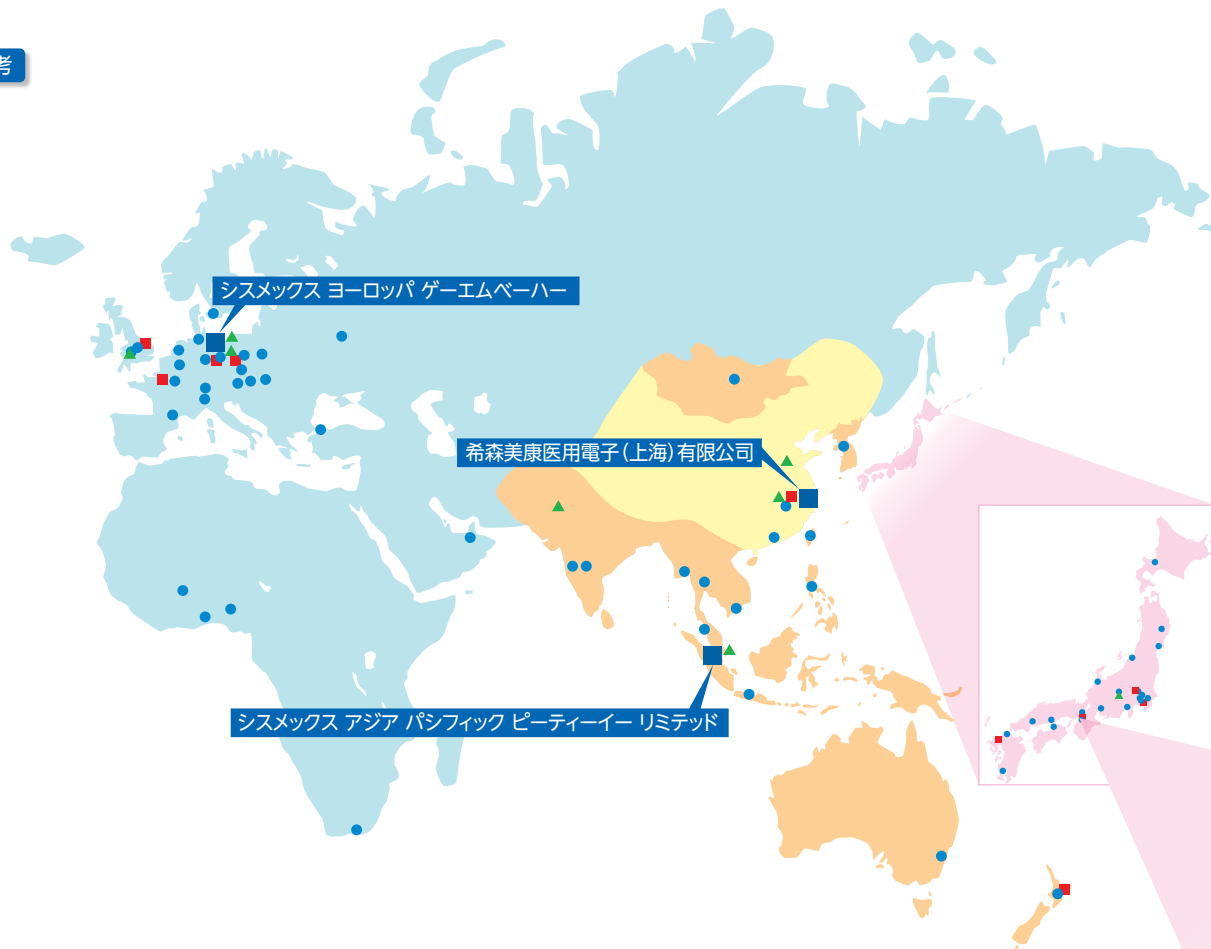 考
シスメックス ヨーロッパ ゲーエムベーハー
希森美康医用電子(上海)有限公司
シスメックス アジア パシフィック ピーティーイー リミテッド